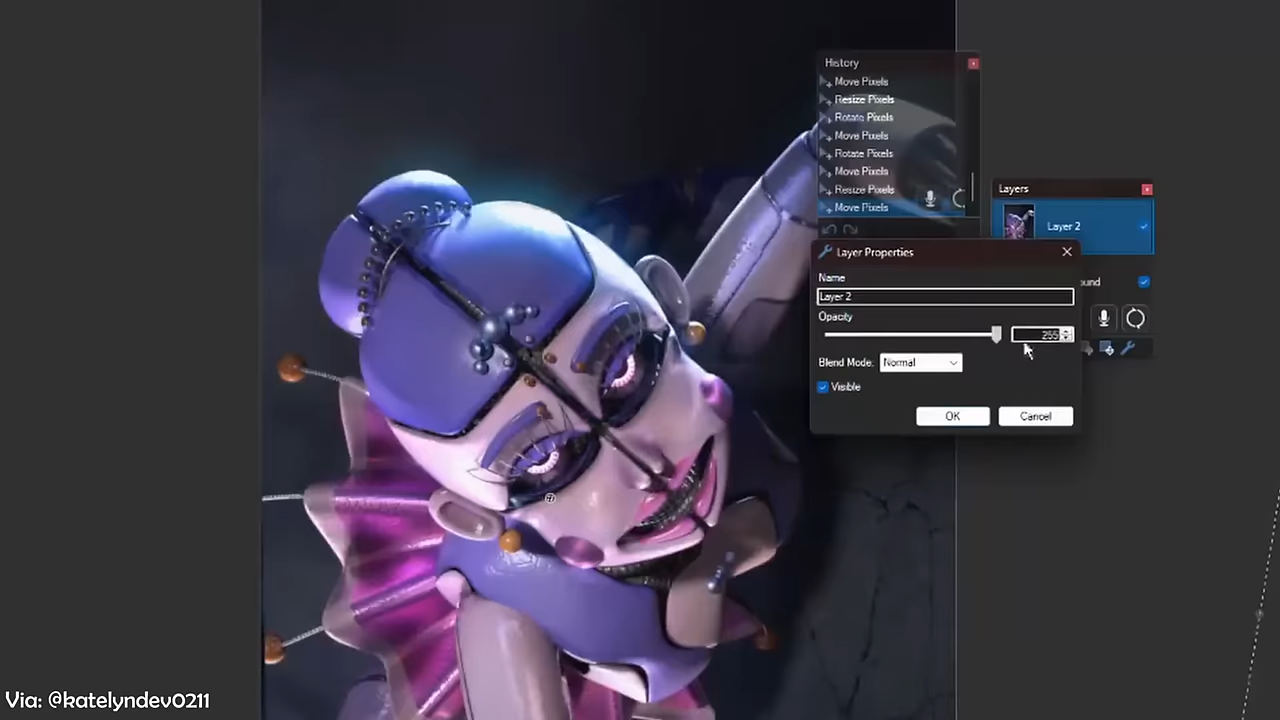 History
Move Pixels
Resize Pixels
Rotate Pixels
Move Pixels
Rotate Pixels
Move Pixels
Resize Pixels
Move Pixels
Layers
Layer 2
Layer Properties
Name
Layer 2
ound
Opacity
255
Blend Mode: Normal
Visible
OK Cancel
Via: @katelyndev0211